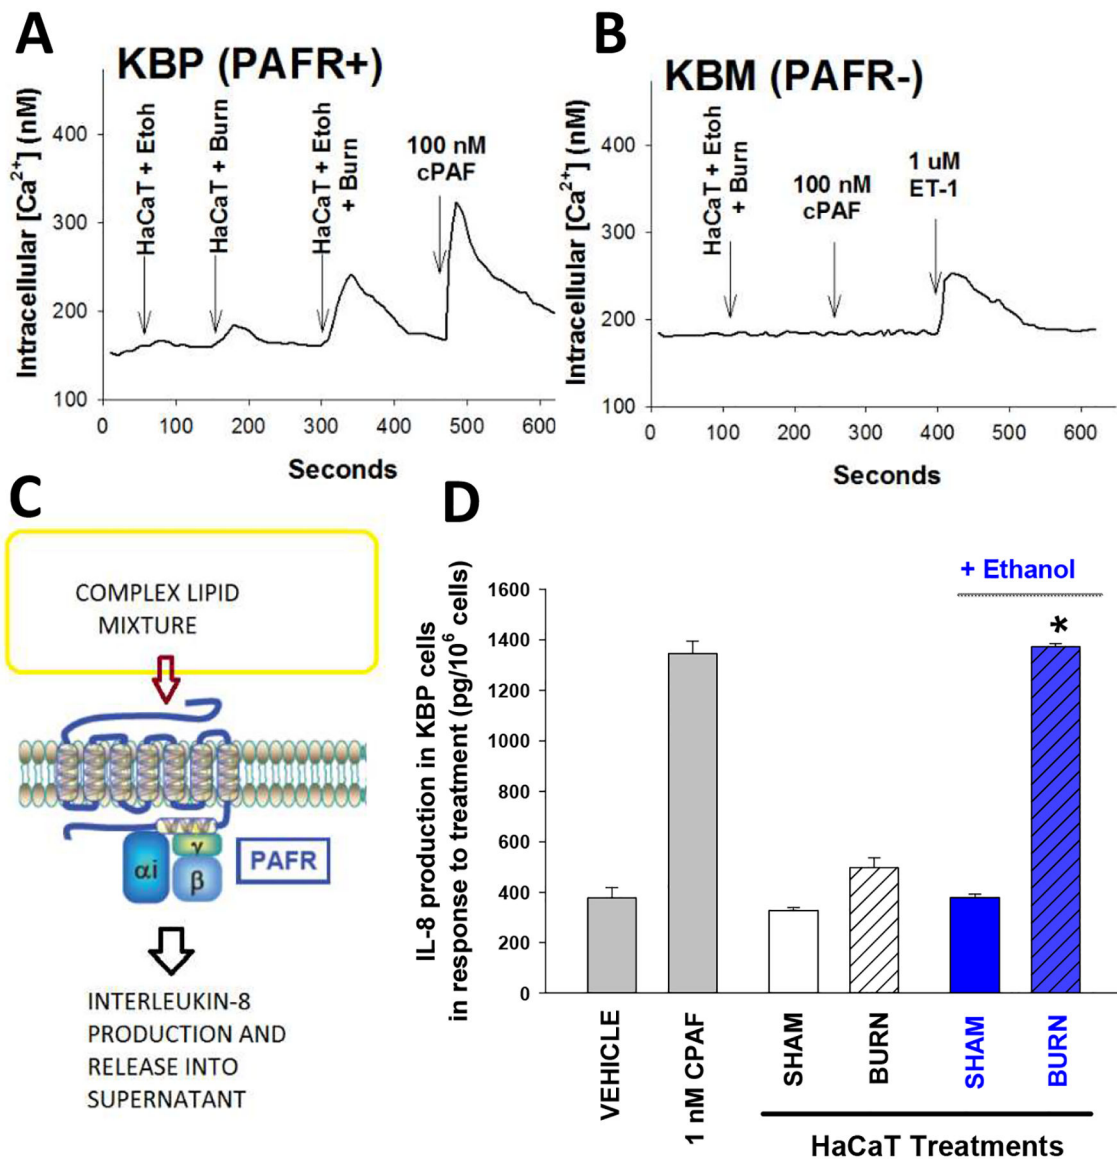 A
KBP (PAFR+)
Intracellular [Ca²⁺] (nM)
400
300
200
100
HaCaT + Etoh
HaCaT + Burn
HaCaT + Etoh
+ Burn
100 nM
cPAF
0 100 200 300 400 500 600
Seconds
B
KBM (PAFR-)
Intracellular [Ca²⁺] (nM)
400
300
200
100
HaCaT + Etoh
+ Burn
100 nM
cPAF
1 uM
ET-1
0 100 200 300 400 500 600
Seconds
C
COMPLEX LIPID
MIXTURE
αi
γ
β
PAFR
INTERLEUKIN-8
PRODUCTION AND
RELEASE INTO
SUPERNATANT
D
IL-8 production in KBP cells
in response to treatment (pg/10⁶ cells)
1600
1400
1200
1000
800
600
400
200
0
+ Ethanol
*
VEHICLE
1 nM CPAF
SHAM
BURN
SHAM
BURN
HaCaT Treatments